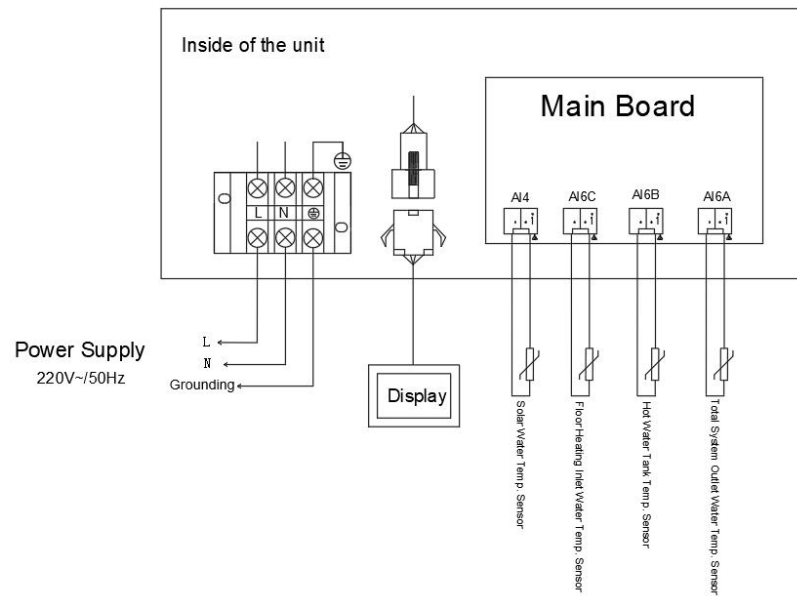 Inside of the unit
Main Board
AI4
AI6C
AI6B
AI6A
L
N
Power Supply
220V~/50Hz
L
N
Grounding
Display
Solar Water Temp. Sensor
Floor Heating Inlet Water Temp. Sensor
Hot Water Tank Temp. Sensor
Total System Outlet Water Temp. Sensor